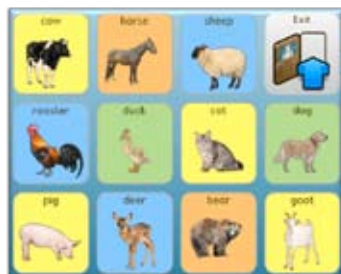 cow horse sheep Exit
rooster duck cat dog
pig deer bear goat